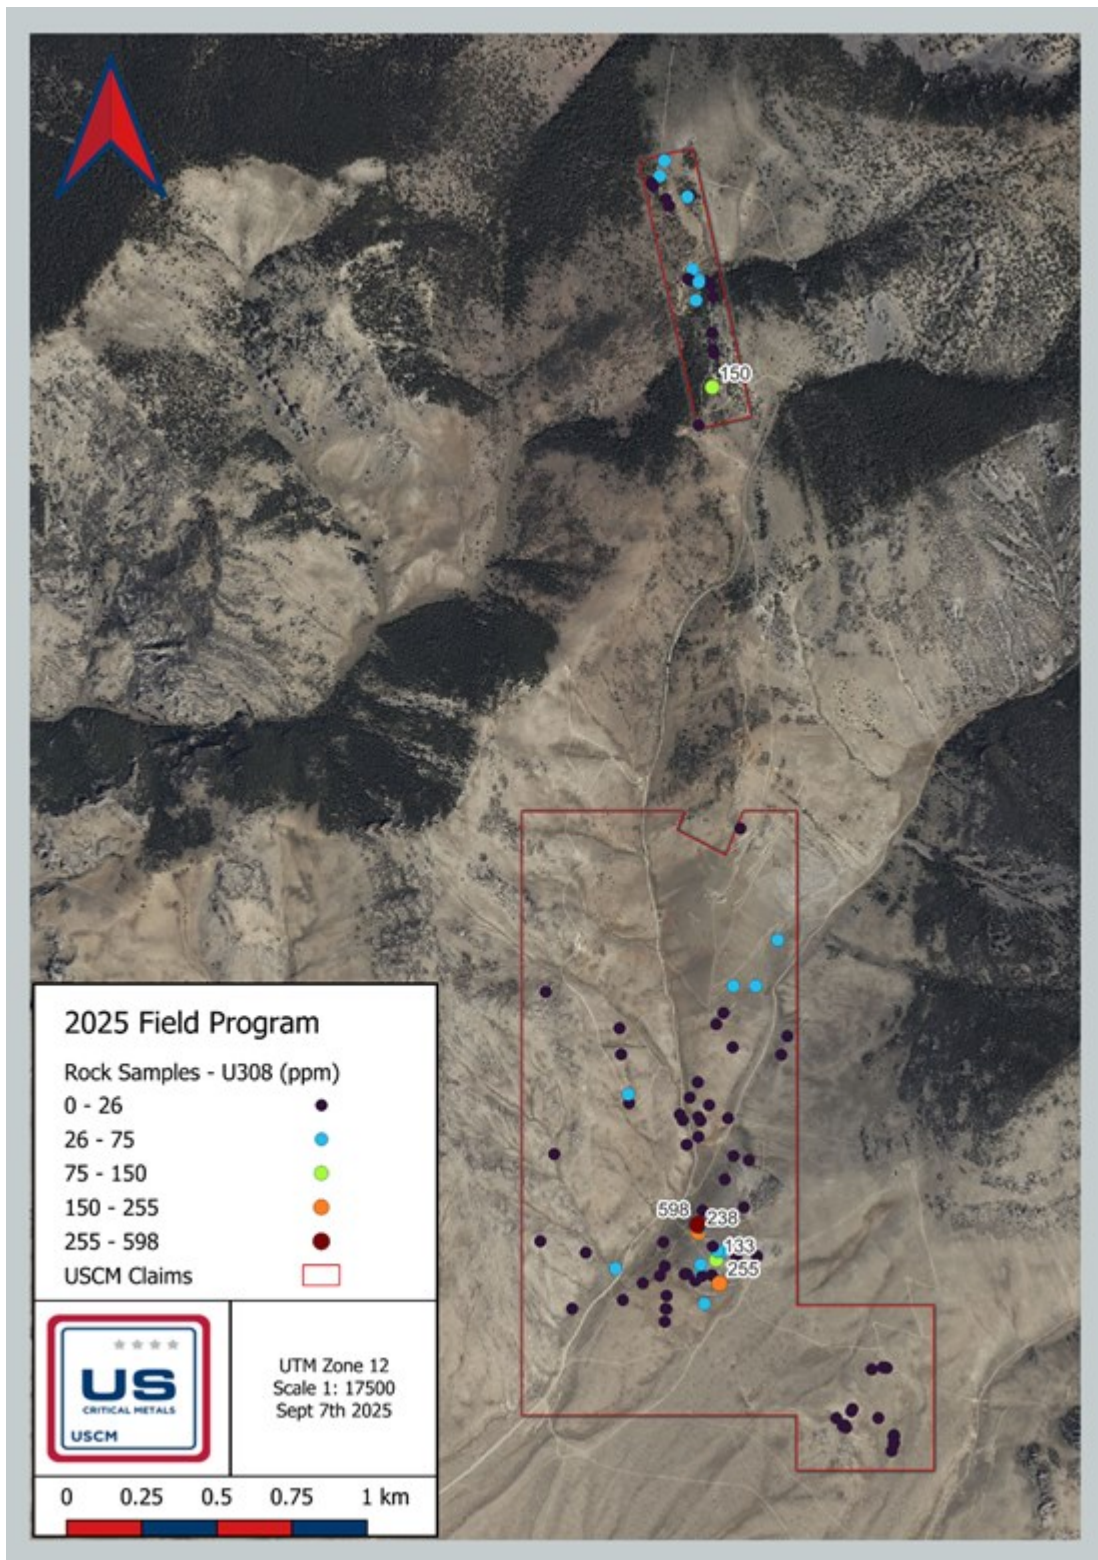 150
598
238
133
255
2025 Field Program
Rock Samples - U308 (ppm)
0 - 26
26 - 75
75 - 150
150 - 255
255 - 598
USCM Claims
US
CRITICAL METALS
USCM
UTM Zone 12
Scale 1: 17500
Sept 7th 2025
0 0.25 0.5 0.75 1 km